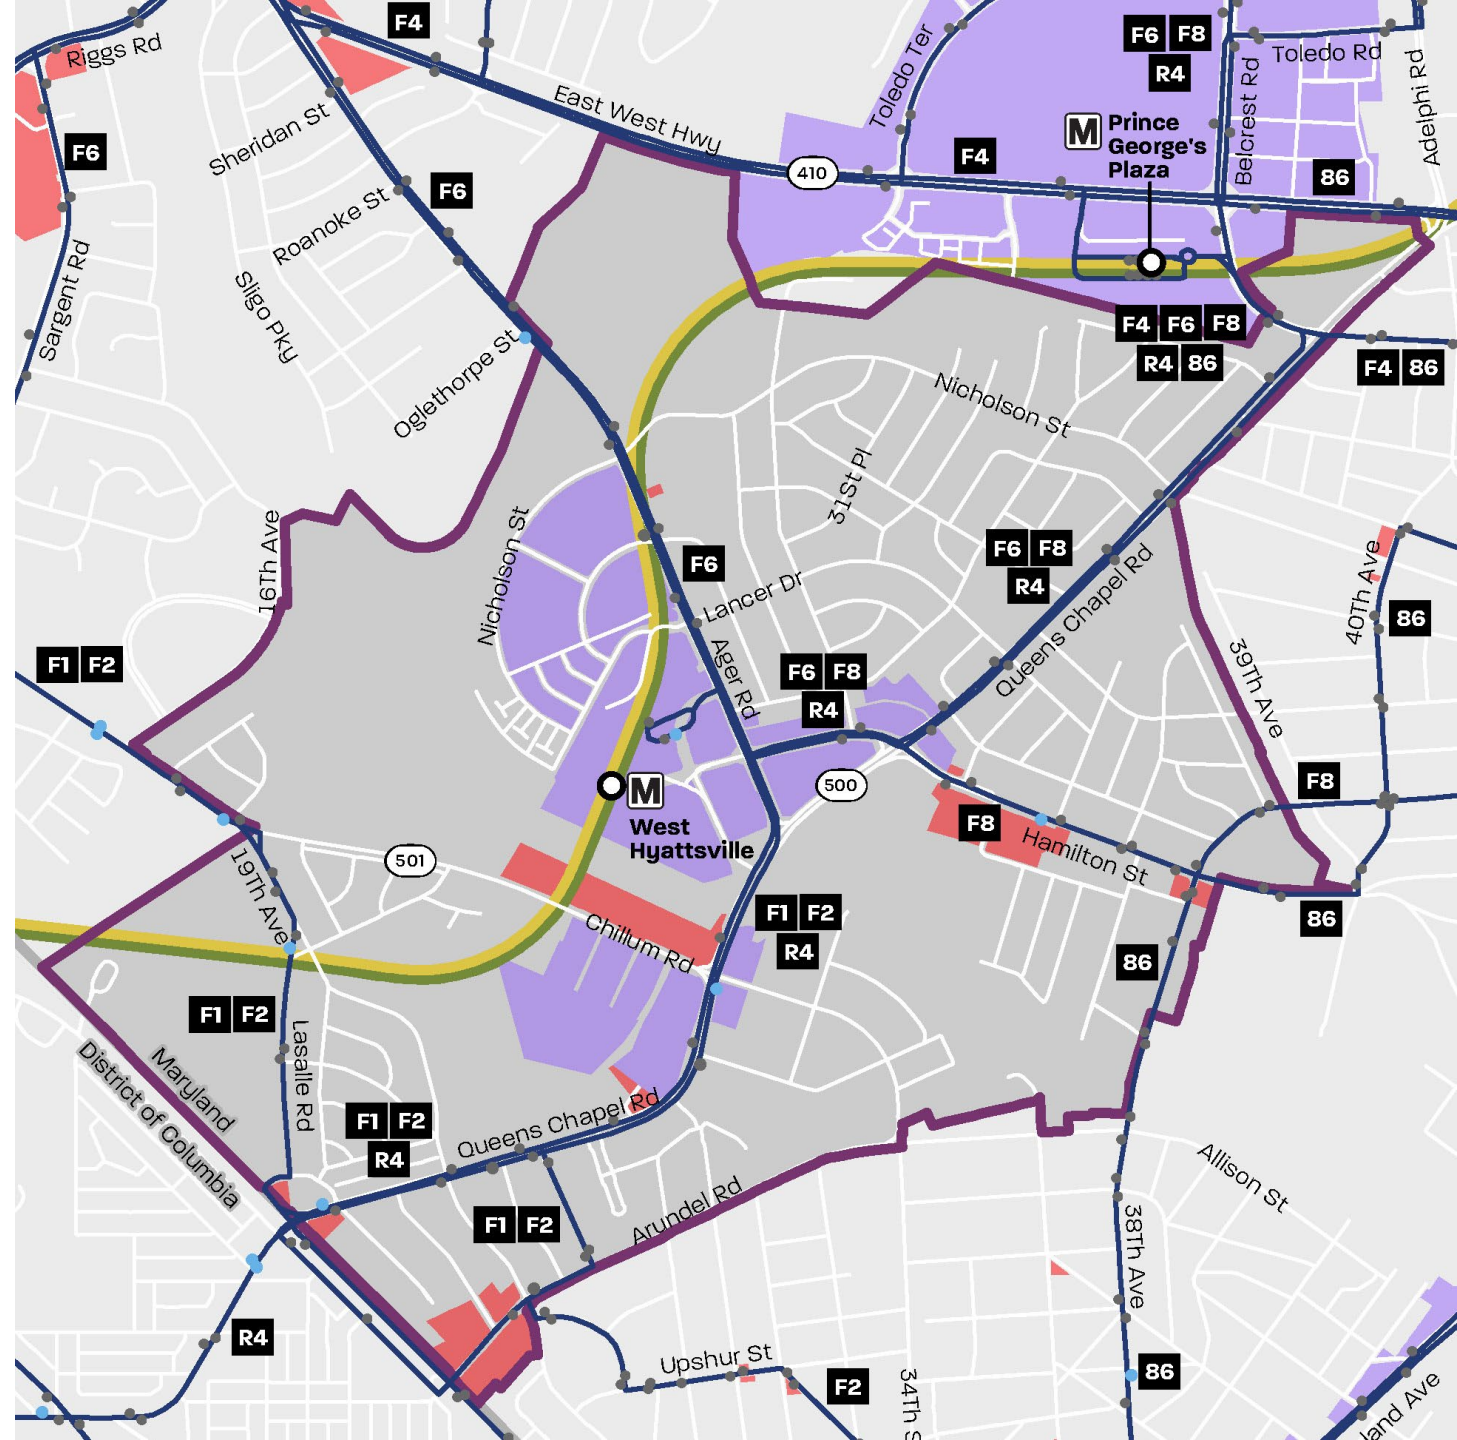 F4
F6 F8
R4
Toledo Rd
Riggs Rd
Toledo Ter
Belcrest Rd
Adelphi Rd
East West Hwy
Sheridan St
M
Prince
George's
Plaza
F6
F4
410
86
F6
Roanoke St
Sargent Rd
Sligo Pky
Oglethorpe St
F4 F6 F8
R4 86
F4 86
Nicholson St
31St Pl
16Th Ave
Nicholson St
F6
Lancer Dr
F6 F8
R4
Queens Chapel Rd
40Th Ave
86
39Th Ave
F1 F2
Ager Rd
F6 F8
R4
500
M
West
Hyattsville
F8
F8
Hamilton St
501
19Th Ave
Chillum Rd
F1 F2
R4
86
86
F1 F2
Lasalle Rd
Maryland
District of Columbia
F1 F2
R4
Queens Chapel Rd
Arundel Rd
F1 F2
Allison St
38Th Ave
R4
Upshur St
F2
34Th S
86
land Ave